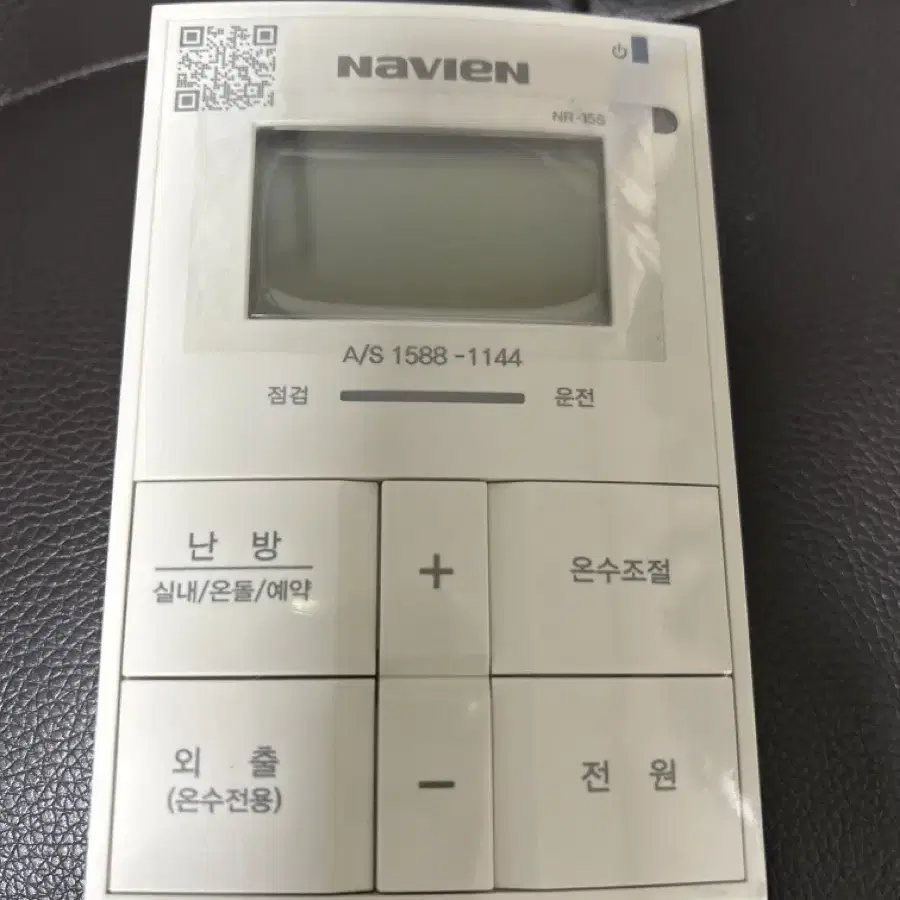 NAVIEN
NR-15S
A/S 1588-1144
점검 운전
난 방
실내/온돌/예약
+
온수조절
외 출
(온수전용)
−
전 원